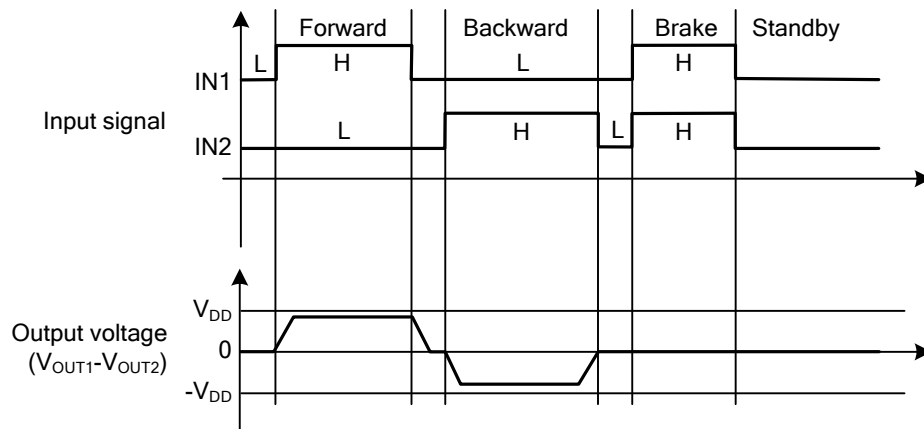 Forward Backward Brake Standby
L H L H
IN1
Input signal
L H L H
IN2
V_DD
Output voltage
(V_OUT1-V_OUT2)
0
-V_DD